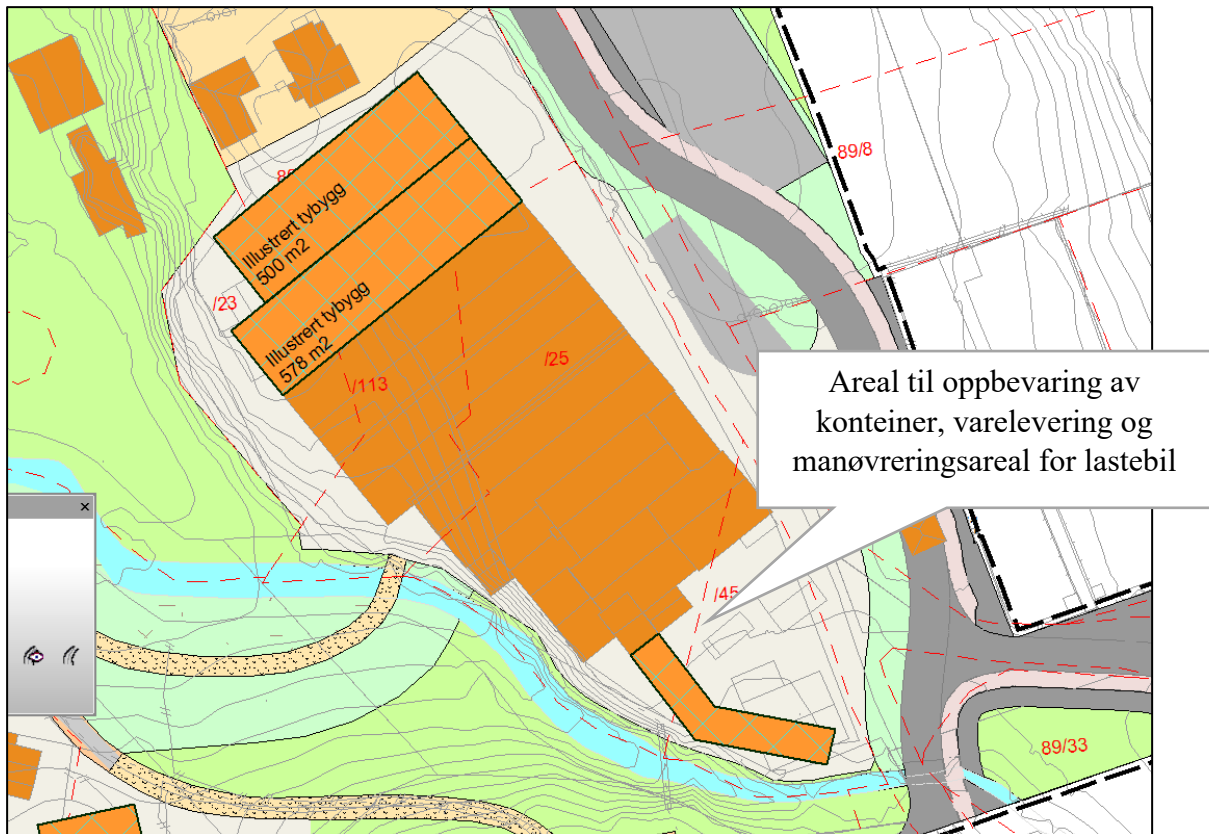 89/8
Illustrert tybygg
500 m2
/23
Illustrert tybygg
578 m2
/113
/25
Areal til oppbevaring av
konteiner, varelevering og
manøvreringsareal for lastebil
/45
89/33